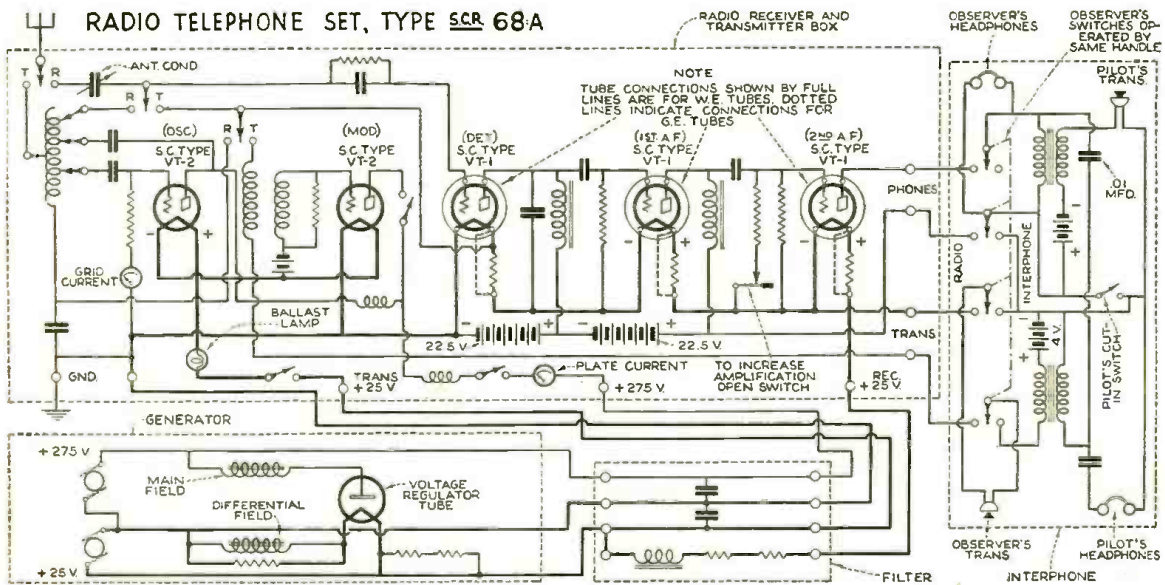 RADIO TELEPHONE SET, TYPE S.C.R. 68·A
RADIO RECEIVER AND
TRANSMITTER BOX
OBSERVER'S
HEADPHONES
OBSERVER'S
SWITCHES OP-
ERATED BY
SAME HANDLE
PILOT'S
TRANS.
T
R
ANT. COND.
R
T
R
T
NOTE
TUBE CONNECTIONS SHOWN BY FULL
LINES ARE FOR W.E. TUBES, DOTTED
LINES INDICATE CONNECTIONS FOR
G.E. TUBES
(OSC)
S.C. TYPE
VT-2
(MOD)
S.C. TYPE
VT-2
(DET)
S.C. TYPE
VT-1
(1ST A F)
S.C. TYPE
VT-1
(2ND A F)
S.C. TYPE
VT-1
PHONES
.01
MFD.
- +
- +
- +
- +
GRID
CURRENT
RADIO
INTERPHONE
-
+
BALLAST
LAMP
- +
22.5 V.
- +
22.5 V.
TRANS
-
+
4 V.
PILOT'S CUT-
IN SWITCH
GND.
TRANS
+25 V.
PLATE CURRENT
+275 V.
TO INCREASE
AMPLIFICATION
OPEN SWITCH
REC.
+25 V.
GENERATOR
+275 V.
MAIN
FIELD
VOLTAGE
REGULATOR
TUBE
DIFFERENTIAL
FIELD
+25 V.
FILTER
OBSERVER'S
TRANS
PILOT'S
HEADPHONES
INTERPHONE